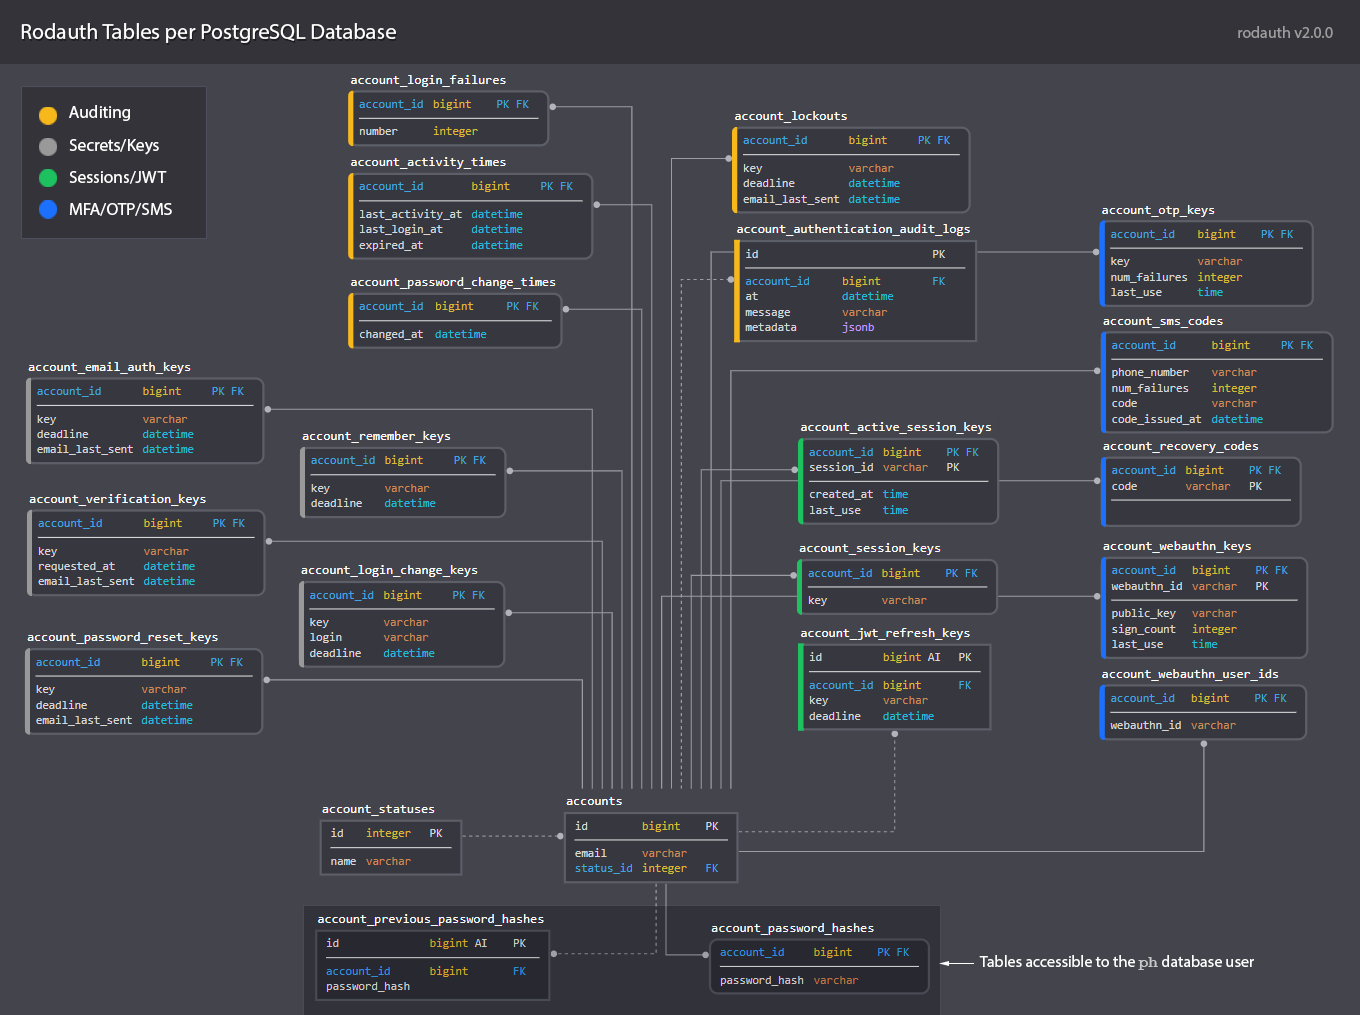 Rodauth Tables per PostgreSQL Database
rodauth v2.0.0
Auditing
Secrets/Keys
Sessions/JWT
MFA/OTP/SMS
account_login_failures
account_id bigint PK FK
number integer
account_activity_times
account_id bigint PK FK
last_activity_at datetime
last_login_at datetime
expired_at datetime
account_password_change_times
account_id bigint PK FK
changed_at datetime
account_email_auth_keys
account_id bigint PK FK
key varchar
deadline datetime
email_last_sent datetime
account_remember_keys
account_id bigint PK FK
key varchar
deadline datetime
account_verification_keys
account_id bigint PK FK
key varchar
requested_at datetime
email_last_sent datetime
account_login_change_keys
account_id bigint PK FK
key varchar
login varchar
deadline datetime
account_password_reset_keys
account_id bigint PK FK
key varchar
deadline datetime
email_last_sent datetime
account_lockouts
account_id bigint PK FK
key varchar
deadline datetime
email_last_sent datetime
account_authentication_audit_logs
id PK
account_id bigint FK
at datetime
message varchar
metadata jsonb
account_active_session_keys
account_id bigint PK FK
session_id varchar PK
created_at time
last_use time
account_session_keys
account_id bigint PK FK
key varchar
account_jwt_refresh_keys
id bigint AI PK
account_id bigint FK
key varchar
deadline datetime
account_otp_keys
account_id bigint PK FK
key varchar
num_failures integer
last_use time
account_sms_codes
account_id bigint PK FK
phone_number varchar
num_failures integer
code varchar
code_issued_at datetime
account_recovery_codes
account_id bigint PK FK
code varchar PK
account_webauthn_keys
account_id bigint PK FK
webauthn_id varchar PK
public_key varchar
sign_count integer
last_use time
account_webauthn_user_ids
account_id bigint PK FK
webauthn_id varchar
account_statuses
id integer PK
name varchar
accounts
id bigint PK
email varchar
status_id integer FK
account_previous_password_hashes
id bigint AI PK
account_id bigint FK
password_hash
account_password_hashes
account_id bigint PK FK
password_hash varchar
Tables accessible to the ph database user